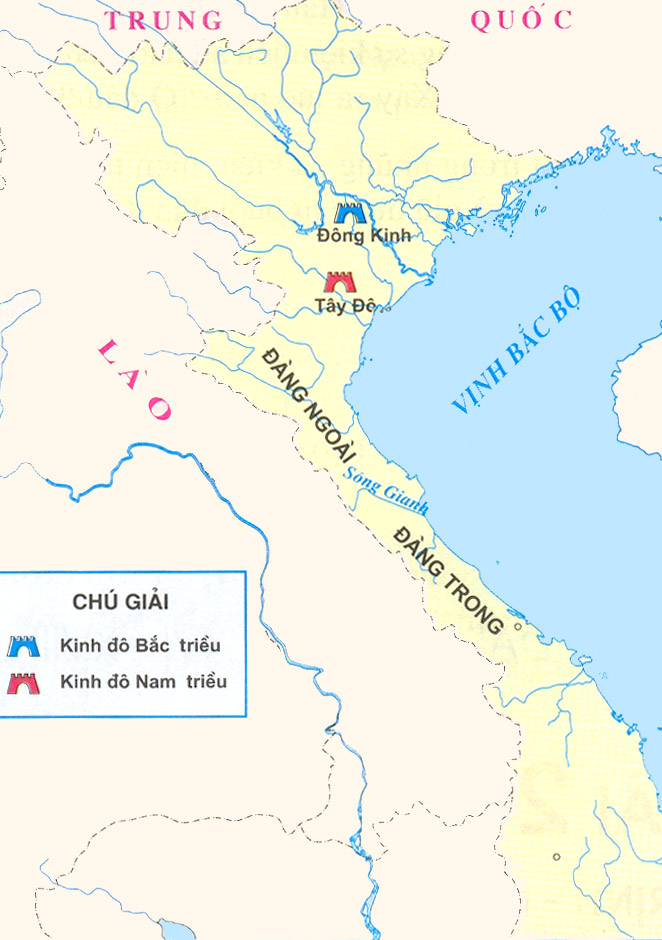 TRUNG QUỐC
Đông Kinh
Tây Đô
VỊNH BẮC BỘ
LÀO
ĐÀNG NGOÀI
Sông Gianh
ĐÀNG TRONG
CHÚ GIẢI
Kinh đô Bắc triều
Kinh đô Nam triều